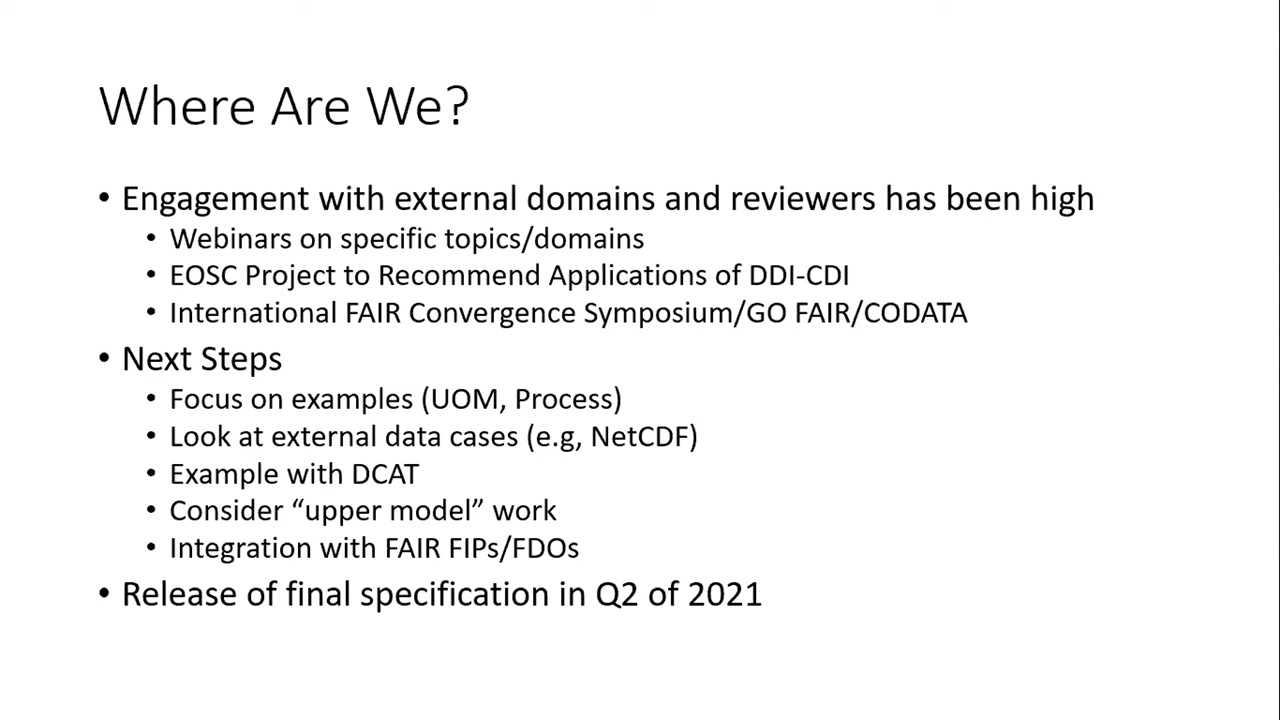 Where Are We?
• Engagement with external domains and reviewers has been high
• Webinars on specific topics/domains
• EOSC Project to Recommend Applications of DDI-CDI
• International FAIR Convergence Symposium/GO FAIR/CODATA
• Next Steps
• Focus on examples (UOM, Process)
• Look at external data cases (e.g, NetCDF)
• Example with DCAT
• Consider “upper model” work
• Integration with FAIR FIPs/FDOs
• Release of final specification in Q2 of 2021